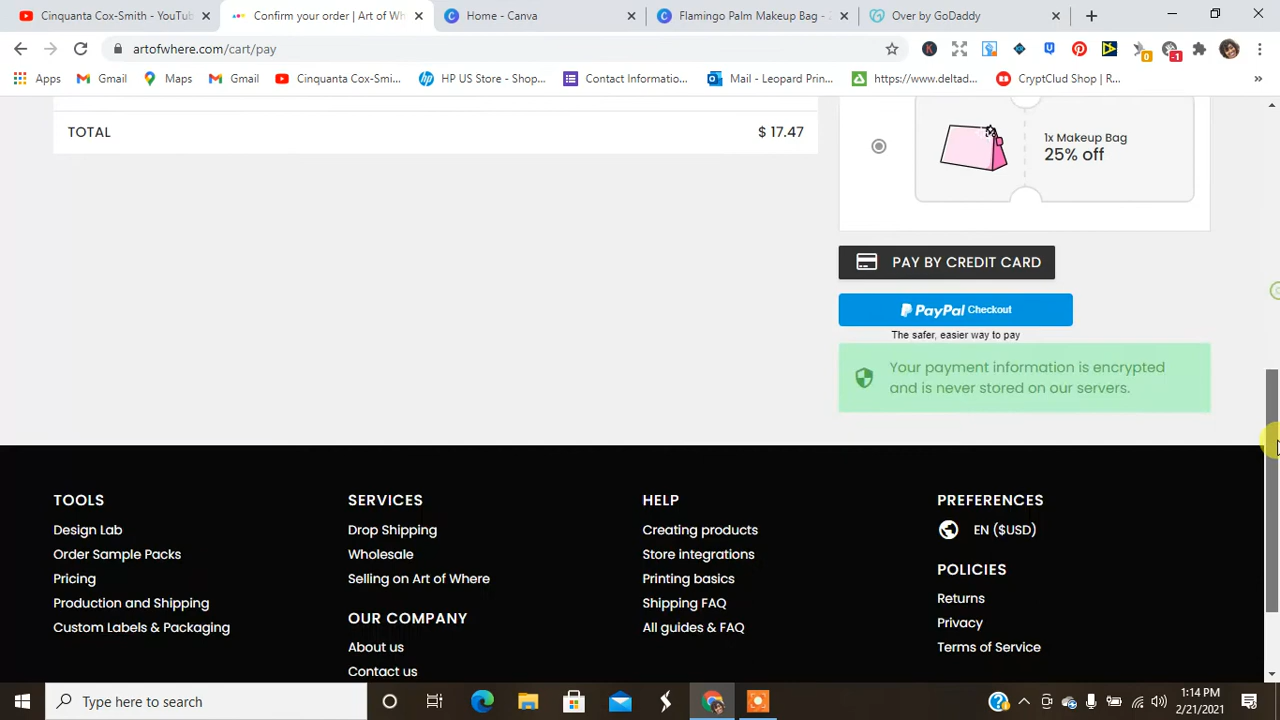 Cinquanta Cox-Smith - YouTub
Confirm your order | Art of Wh
Home - Canva
Flamingo Palm Makeup Bag - 2
Over by GoDaddy
artofwhere.com/cart/pay
Apps
Gmail
Maps
Gmail
Cinquanta Cox-Smi...
HP US Store - Shop...
Contact Informatio...
Mail - Leopard Prin...
https://www.deltad...
CryptClud Shop | R...
0
-1
TOTAL
$ 17.47
1x Makeup Bag
25% off
PAY BY CREDIT CARD
PayPal Checkout
The safer, easier way to pay
Your payment information is encrypted
and is never stored on our servers.
TOOLS
Design Lab
Order Sample Packs
Pricing
Production and Shipping
Custom Labels & Packaging
SERVICES
Drop Shipping
Wholesale
Selling on Art of Where
OUR COMPANY
About us
Contact us
HELP
Creating products
Store integrations
Printing basics
Shipping FAQ
All guides & FAQ
PREFERENCES
EN ($USD)
POLICIES
Returns
Privacy
Terms of Service
Type here to search
1:14 PM
2/21/2021